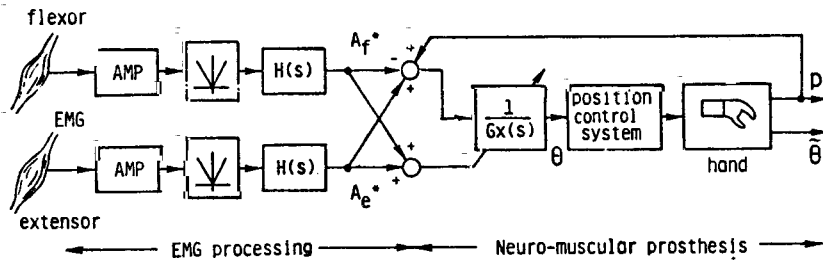 flexor
AMP
H(s)
A_f*
EMG
AMP
H(s)
A_e*
extensor
- + +
+ +
1
Gx(s)
θ
position
control
system
hand
P
θ̃
EMG processing
Neuro-muscular prosthesis